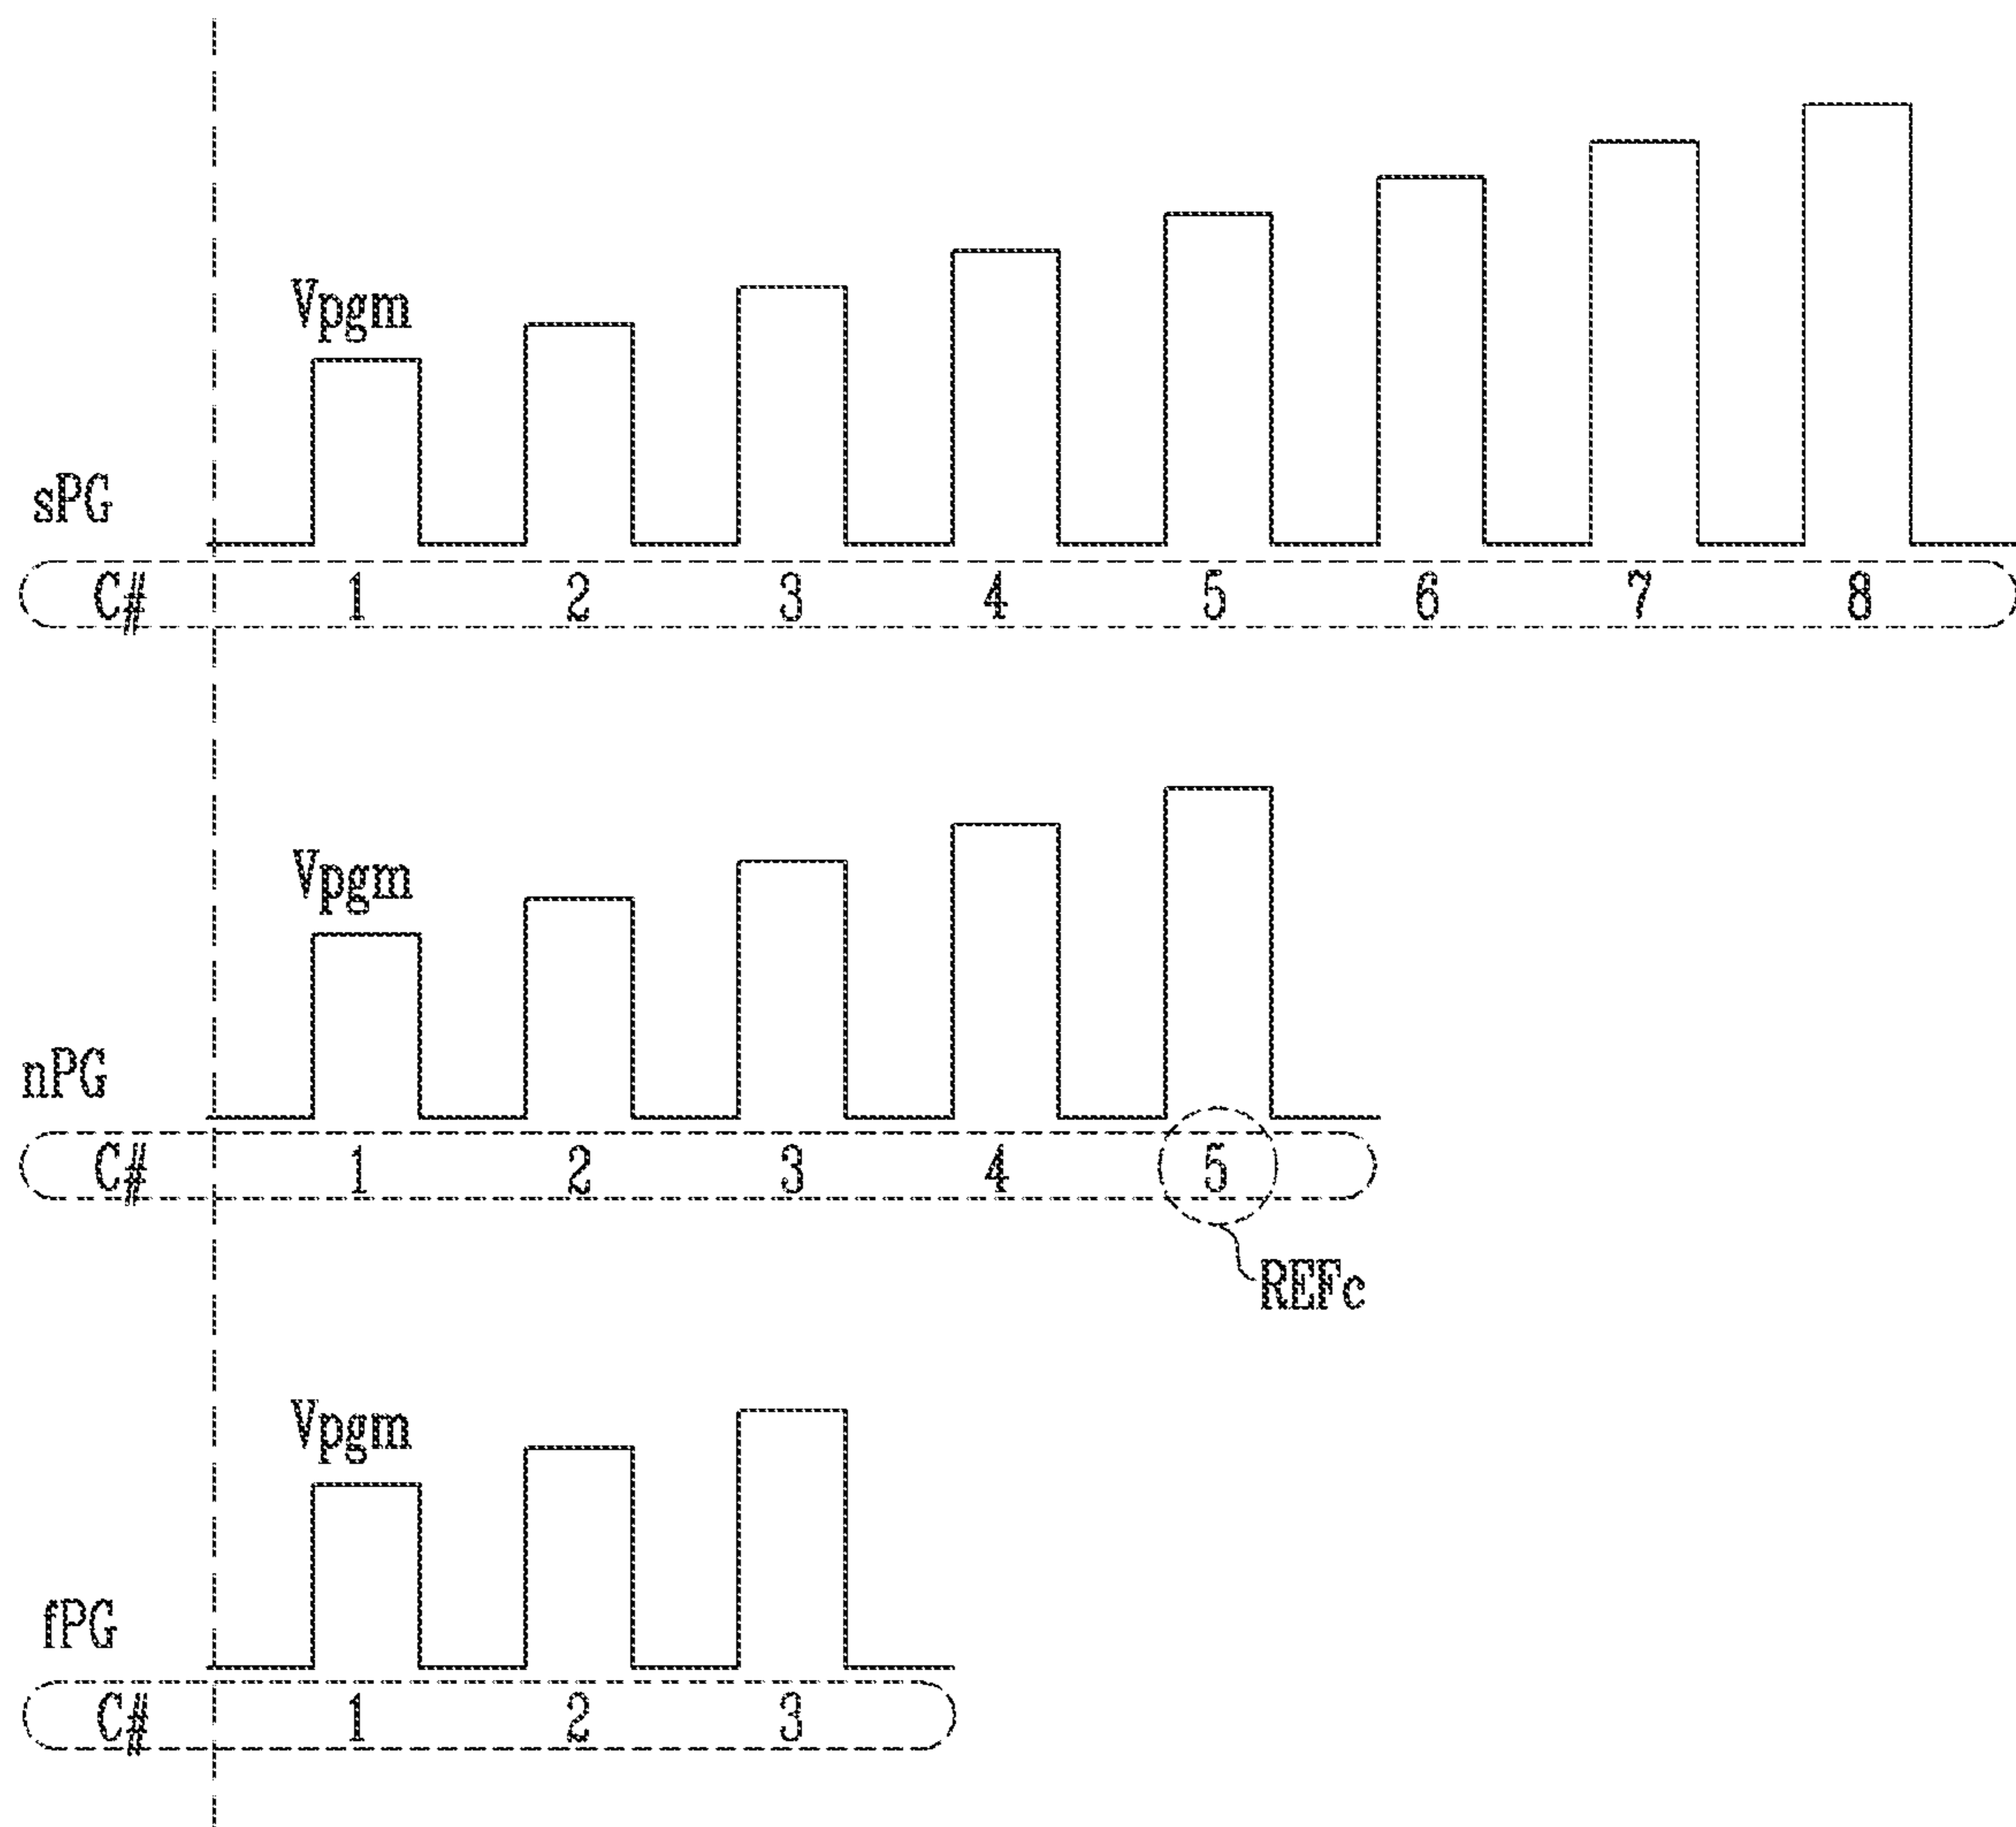 Vpgm
sPG
C# 1 2 3 4 5 6 7 8
Vpgm
nPG
C# 1 2 3 4 5
REFc
Vpgm
fPG
C# 1 2 3